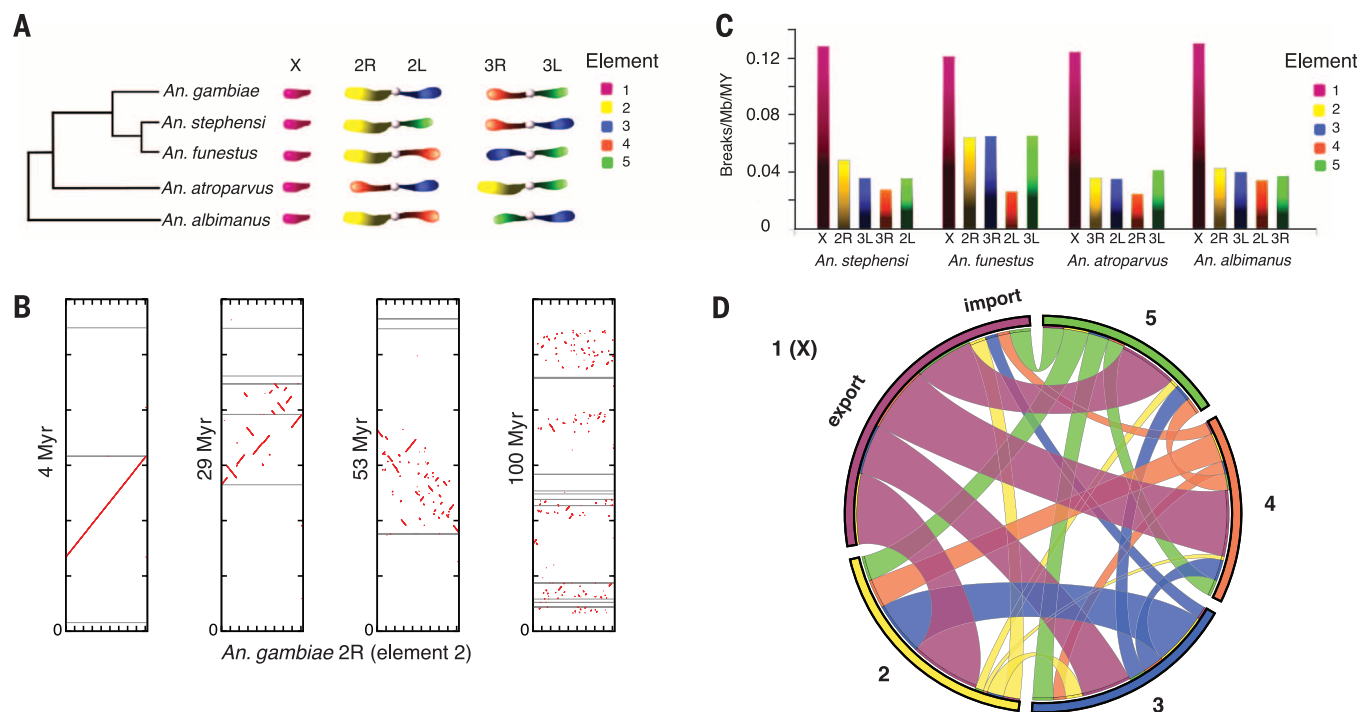 A
X 2R 2L 3R 3L
Element
1
2
3
4
5
An. gambiae
An. stephensi
An. funestus
An. atroparvus
An. albimanus
B
4 Myr
0
29 Myr
0
53 Myr
0
100 Myr
0
An. gambiae 2R (element 2)
C
Breaks/Mb/MY
0.12
0.08
0.04
0
X 2R 3L 3R 2L
An. stephensi
X 2R 3R 2L 3L
An. funestus
X 3R 2L 2R 3L
An. atroparvus
X 2R 3L 2L 3R
An. albimanus
Element
1
2
3
4
5
D
1 (X)
import
export
5
4
3
2